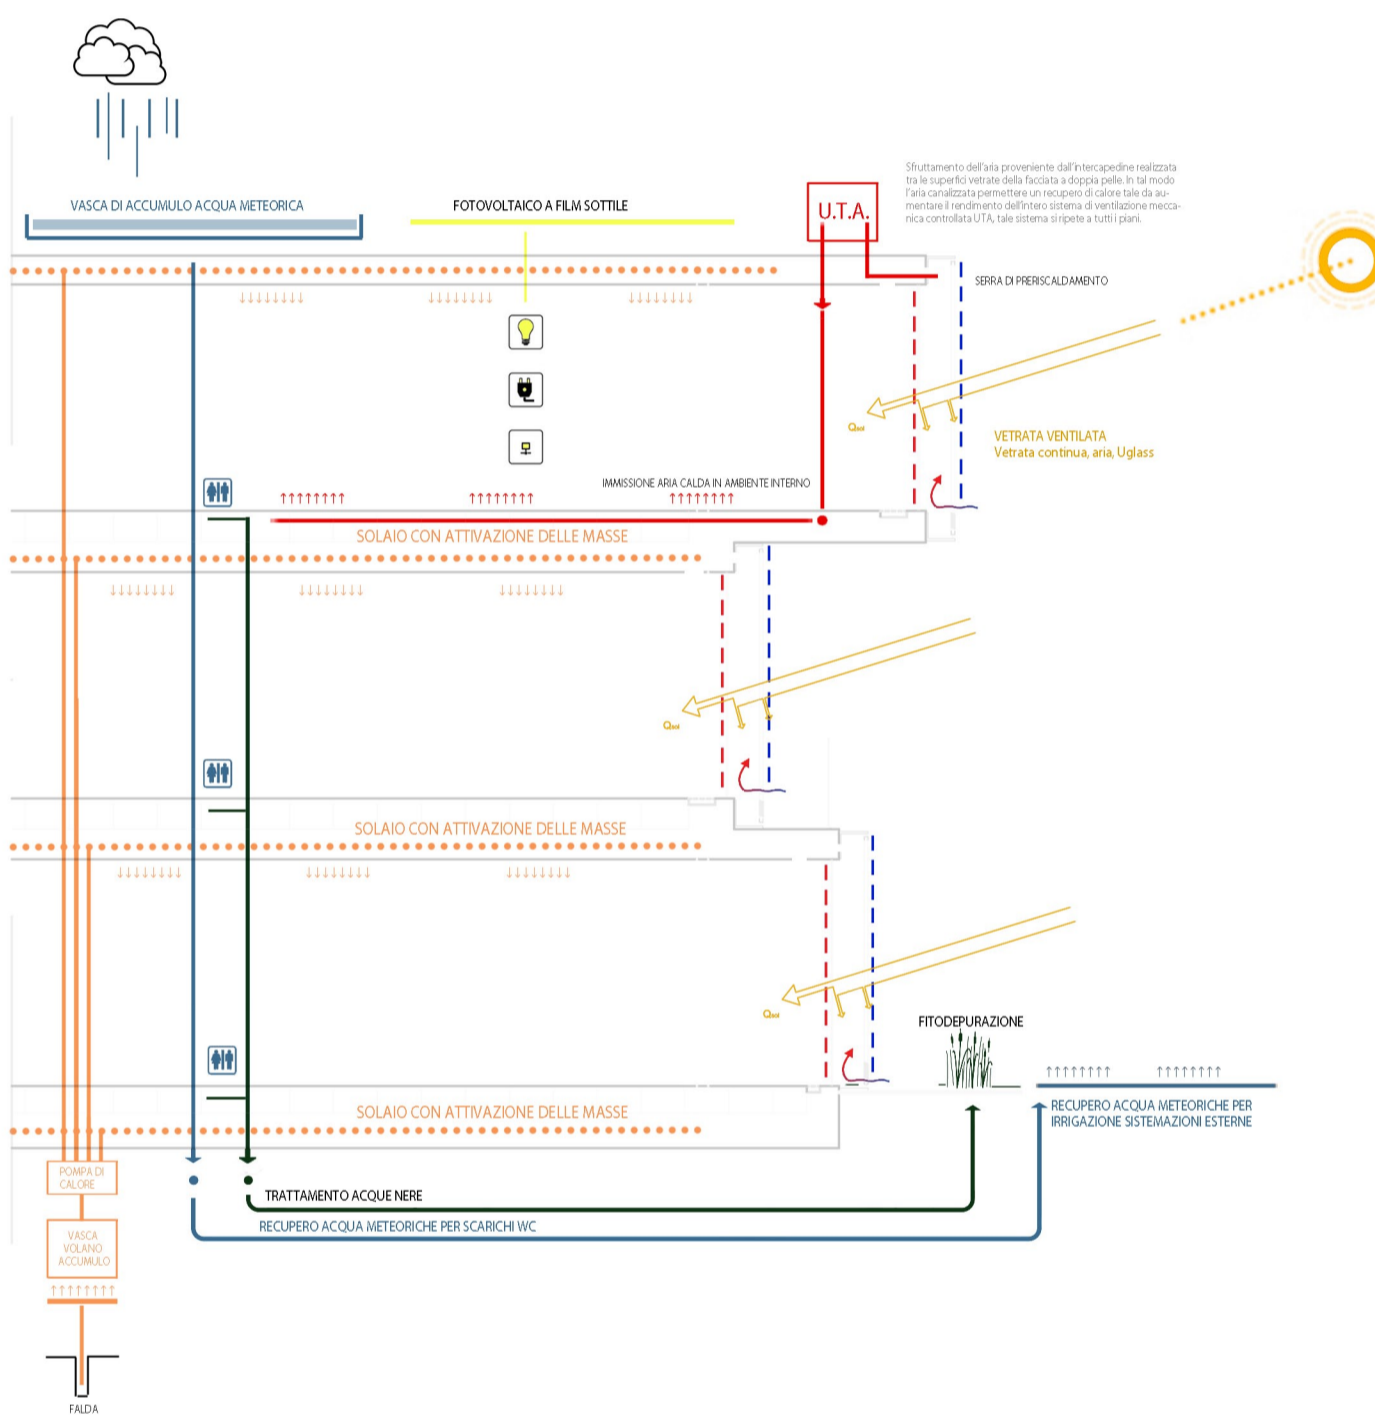 Sfruttamento dell'aria proveniente dall'intercapedine realizzata
tra le superfici vetrate della facciata a doppia pelle. In tal modo
l'aria canalizzata permettere un recupero di calore tale da au-
mentare il rendimento dell'intero sistema di ventilazione mecca-
nica controllata UTA, tale sistema si ripete a tutti i piani.
VASCA DI ACCUMULO ACQUA METEORICA
FOTOVOLTAICO A FILM SOTTILE
U.T.A.
SERRA DI PRERISCALDAMENTO
Qsol
VETRATA VENTILATA
Vetrata continua, aria, Uglass
IMMISSIONE ARIA CALDA IN AMBIENTE INTERNO
SOLAIO CON ATTIVAZIONE DELLE MASSE
Qsol
SOLAIO CON ATTIVAZIONE DELLE MASSE
Qsol
FITODEPURAZIONE
SOLAIO CON ATTIVAZIONE DELLE MASSE
RECUPERO ACQUA METEORICHE PER
IRRIGAZIONE SISTEMAZIONI ESTERNE
POMPA DI
CALORE
TRATTAMENTO ACQUE NERE
RECUPERO ACQUA METEORICHE PER SCARICHI WC
VASCA
VOLANO
ACCUMULO
FALDA